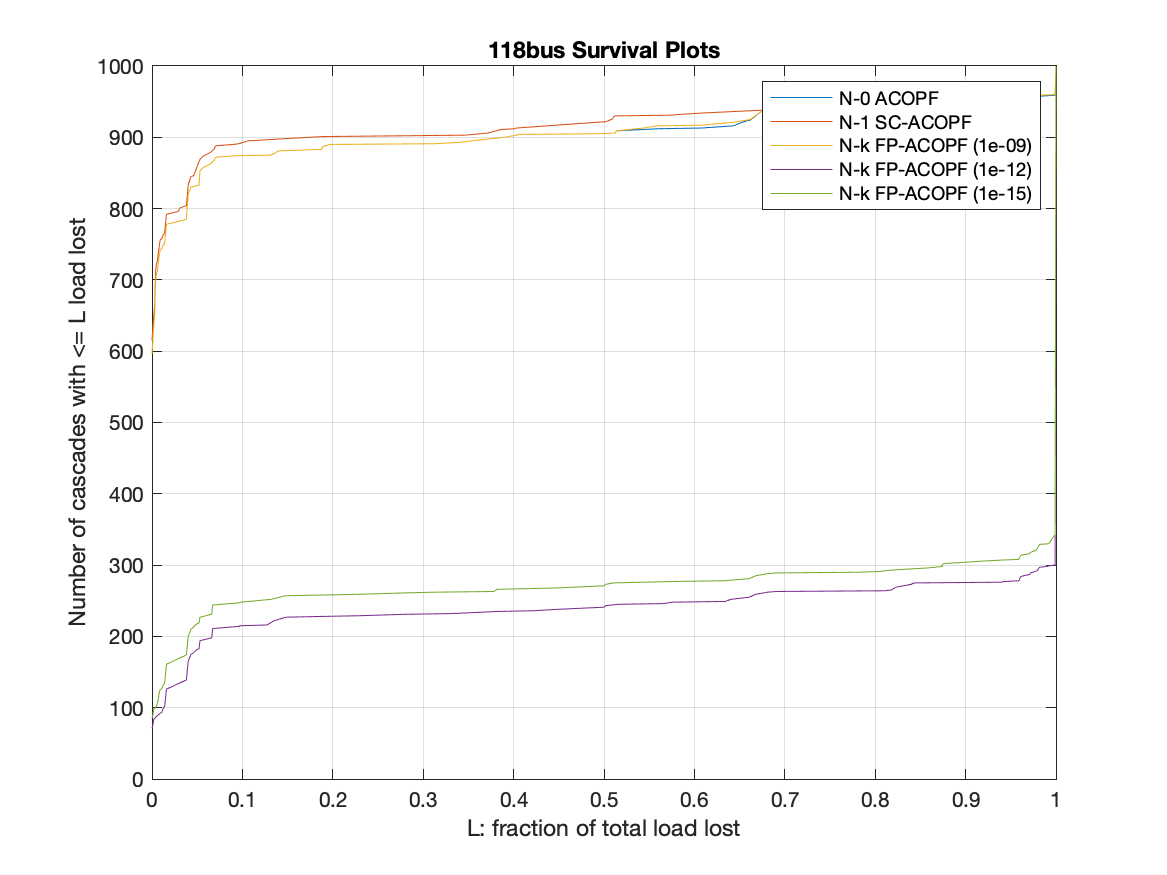 118bus Survival Plots
1000
900
800
700
600
500
400
300
200
100
0
Number of cascades with <= L load lost
N-0 ACOPF
N-1 SC-ACOPF
N-k FP-ACOPF (1e-09)
N-k FP-ACOPF (1e-12)
N-k FP-ACOPF (1e-15)
0 0.1 0.2 0.3 0.4 0.5 0.6 0.7 0.8 0.9 1
L: fraction of total load lost